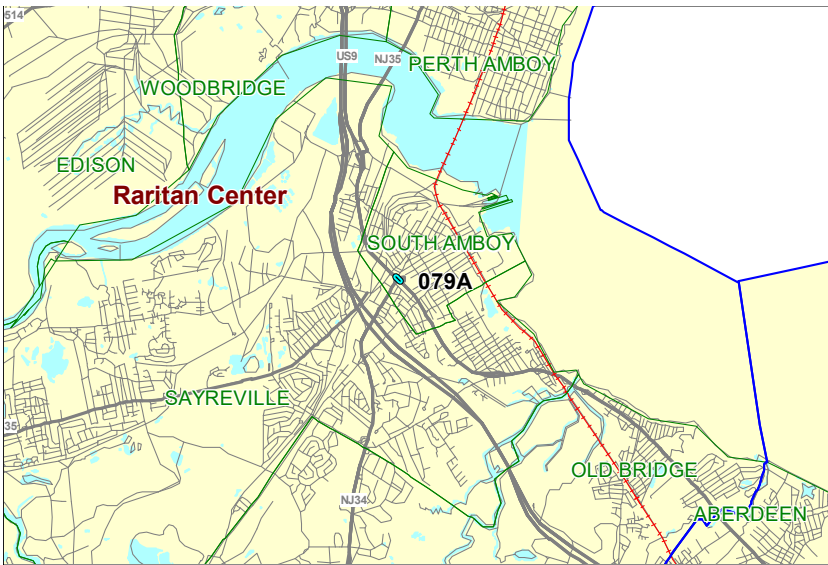 514
US9
NJ35
PERTH AMBOY
WOODBRIDGE
EDISON
Raritan Center
SOUTH AMBOY
079A
SAYREVILLE
35
OLD BRIDGE
NJ34
ABERDEEN